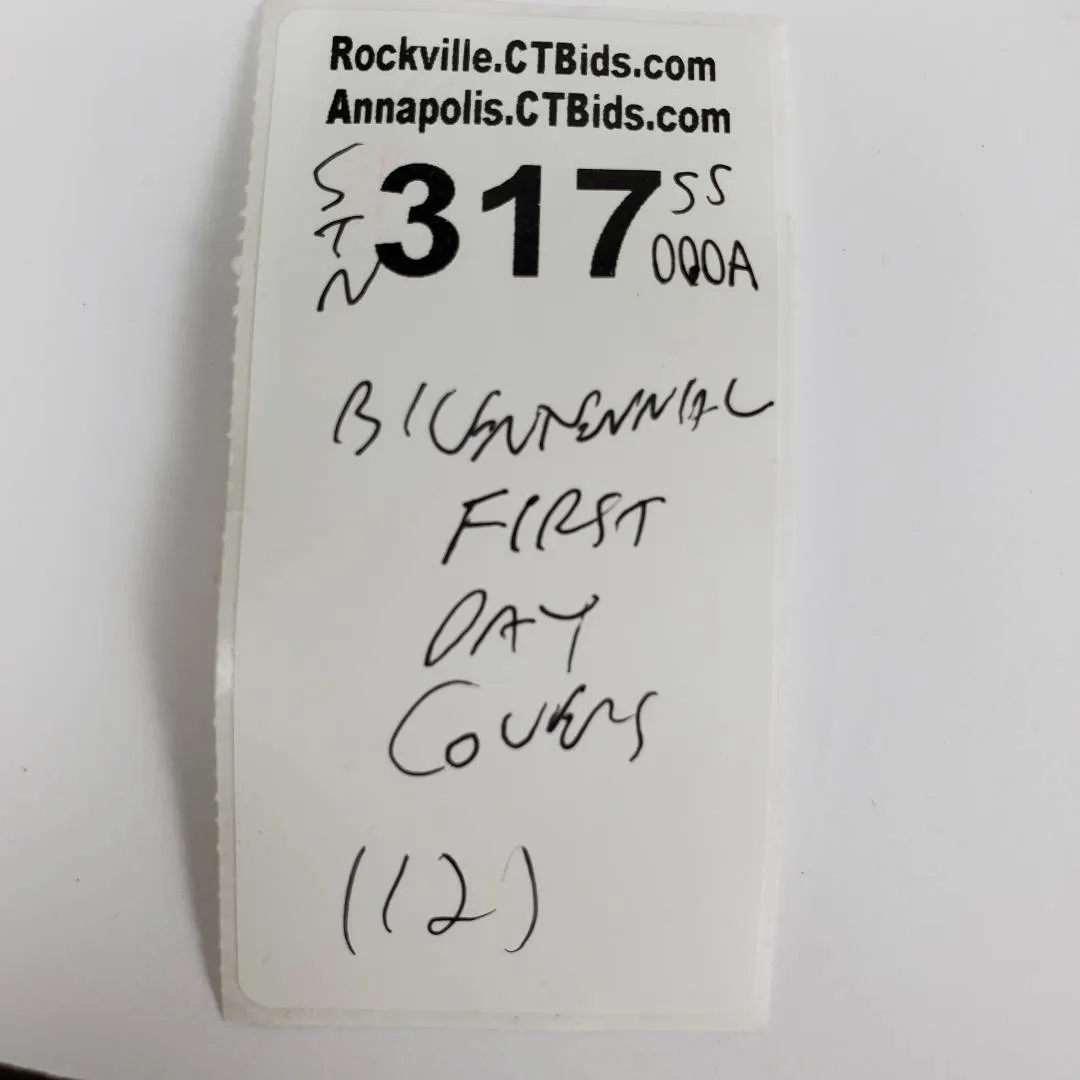 Rockville.CTBids.com
Annapolis.CTBids.com
STN 317 SS
000A
BICENTENNIAL
FIRST
DAY
COVERS
(12)